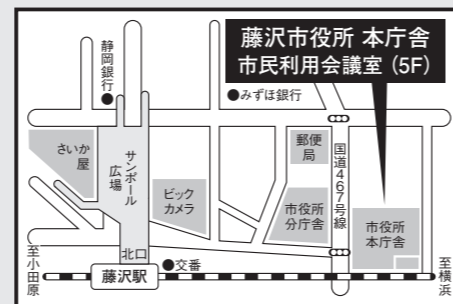 藤沢市役所 本庁舎
市民利用会議室（5F）
静岡銀行
みずほ銀行
さいか
屋
サンポール
広場
ビック
カメラ
郵便
局
国道467号線
市役所
分庁舎
市役所
本庁舎
北口
交番
至小田原
藤沢駅
至横浜